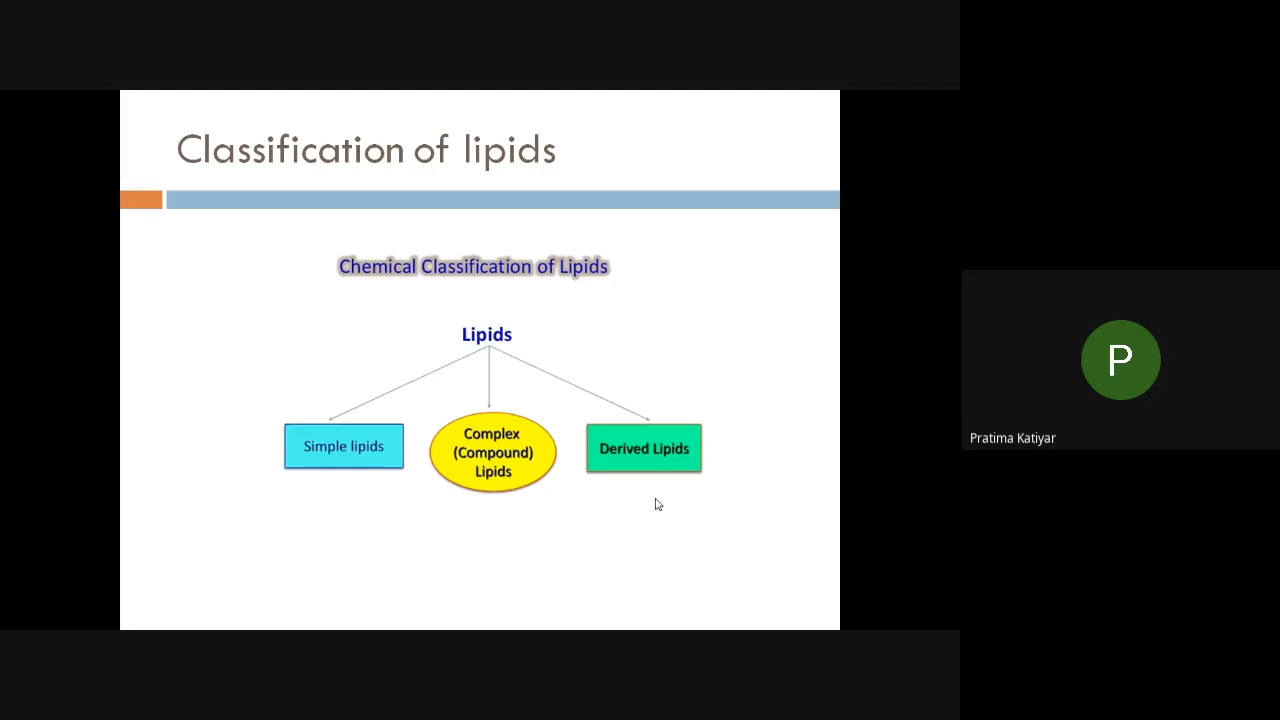 Classification of lipids
Chemical Classification of Lipids
Lipids
Simple lipids
Complex
(Compound)
Lipids
Derived Lipids
P
Pratima Katiyar